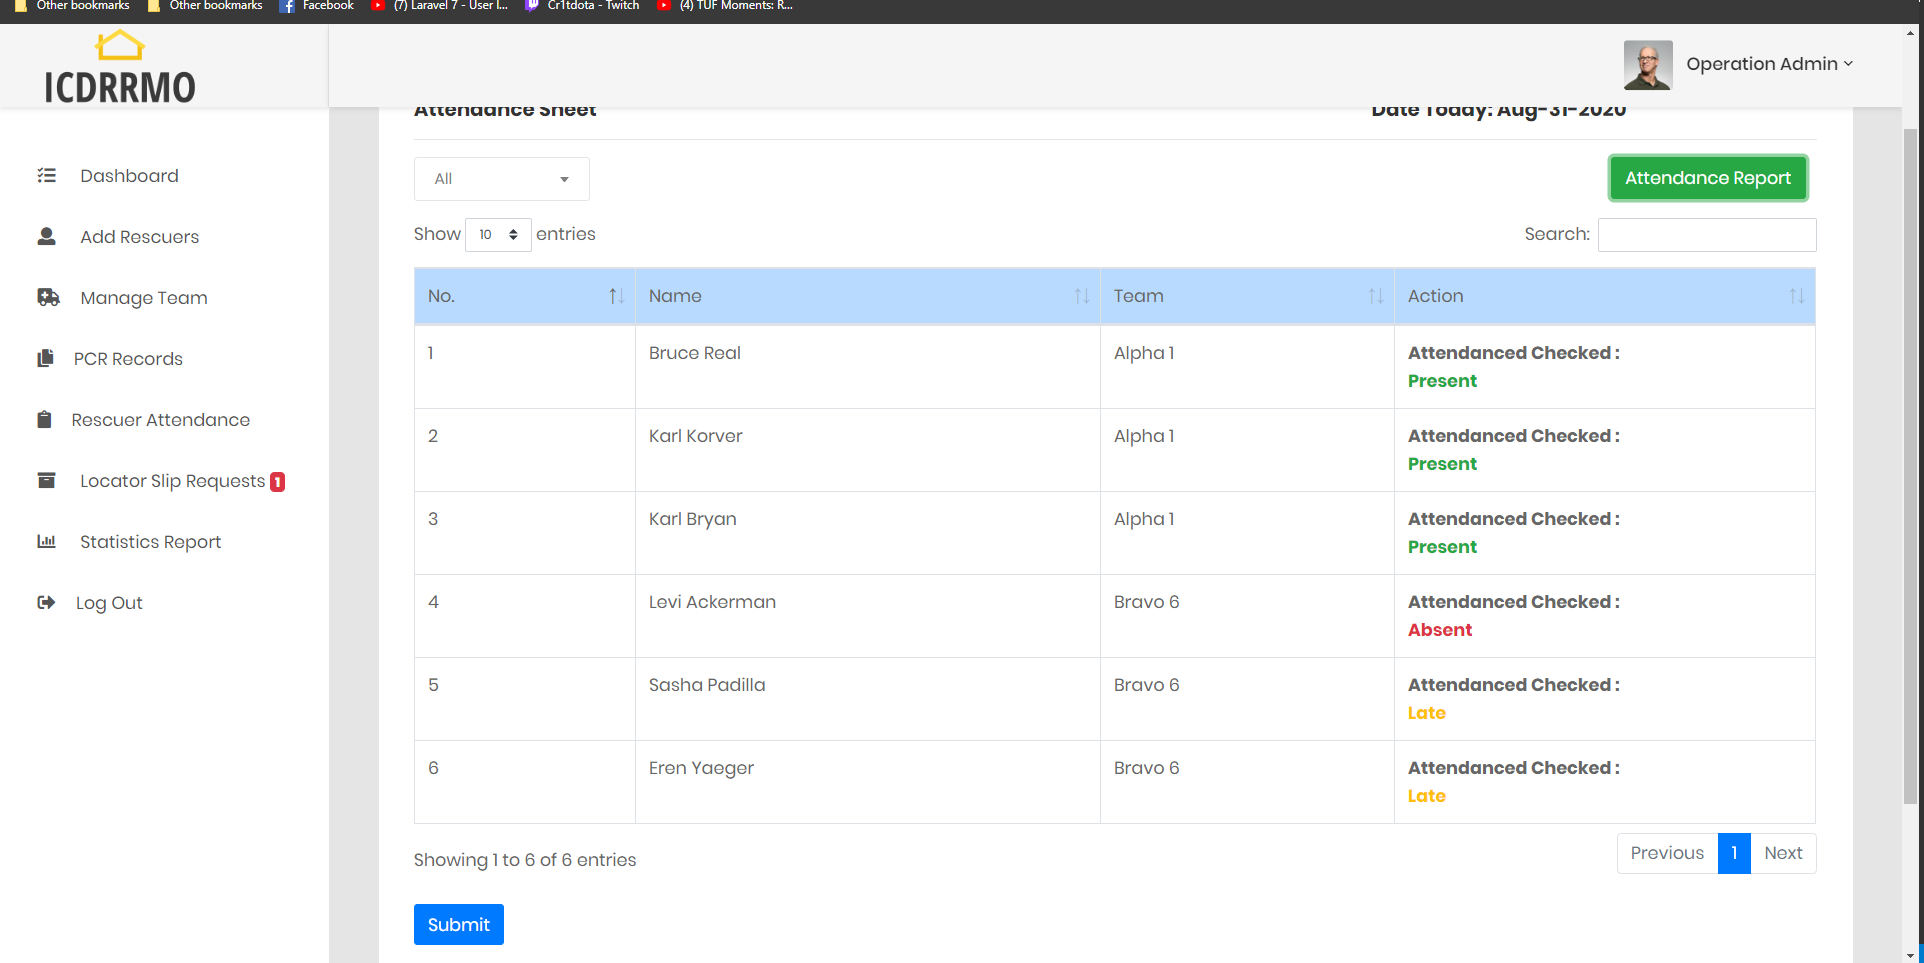 Other bookmarks Other bookmarks Facebook (7) Laravel 7 - User I... Cr1tdota - Twitch (4) TUF Moments: R...
ICDRRMO
Operation Admin
Attendance Sheet Date Today: Aug-31-2020
Dashboard
Add Rescuers
Manage Team
PCR Records
Rescuer Attendance
Locator Slip Requests 1
Statistics Report
Log Out
All Attendance Report
Show 10 entries Search:
No. Name Team Action
1 Bruce Real Alpha 1 Attendanced Checked :
Present
2 Karl Korver Alpha 1 Attendanced Checked :
Present
3 Karl Bryan Alpha 1 Attendanced Checked :
Present
4 Levi Ackerman Bravo 6 Attendanced Checked :
Absent
5 Sasha Padilla Bravo 6 Attendanced Checked :
Late
6 Eren Yaeger Bravo 6 Attendanced Checked :
Late
Showing 1 to 6 of 6 entries Previous 1 Next
Submit